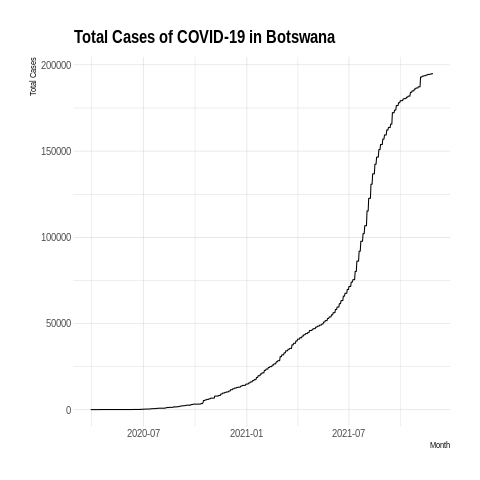 Total Cases of COVID-19 in Botswana
Total Cases
200000
150000
100000
50000
0
2020-07 2021-01 2021-07
Month